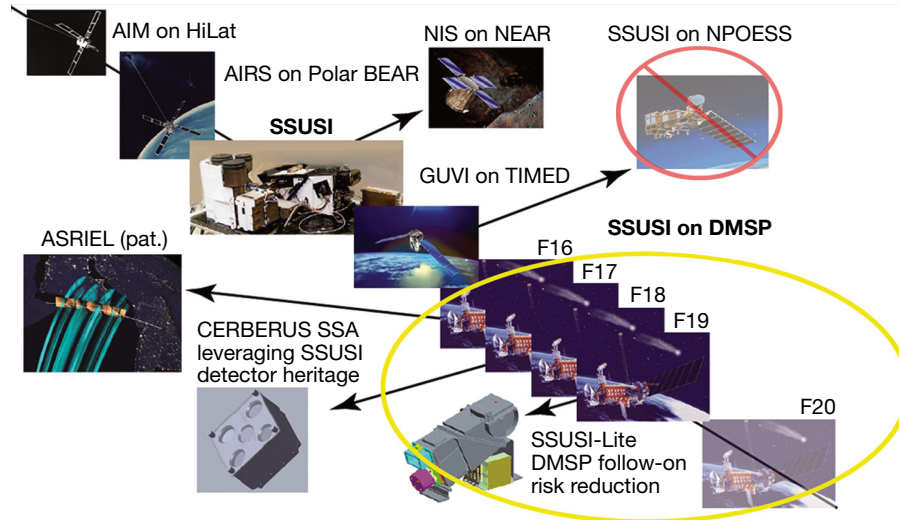 AIM on HiLat
NIS on NEAR
SSUSI on NPOESS
AIRS on Polar BEAR
SSUSI
GUVI on TIMED
SSUSI on DMSP
ASRIEL (pat.)
F16
F17
F18
F19
CERBERUS SSA
leveraging SSUSI
detector heritage
F20
SSUSI-Lite
DMSP follow-on
risk reduction